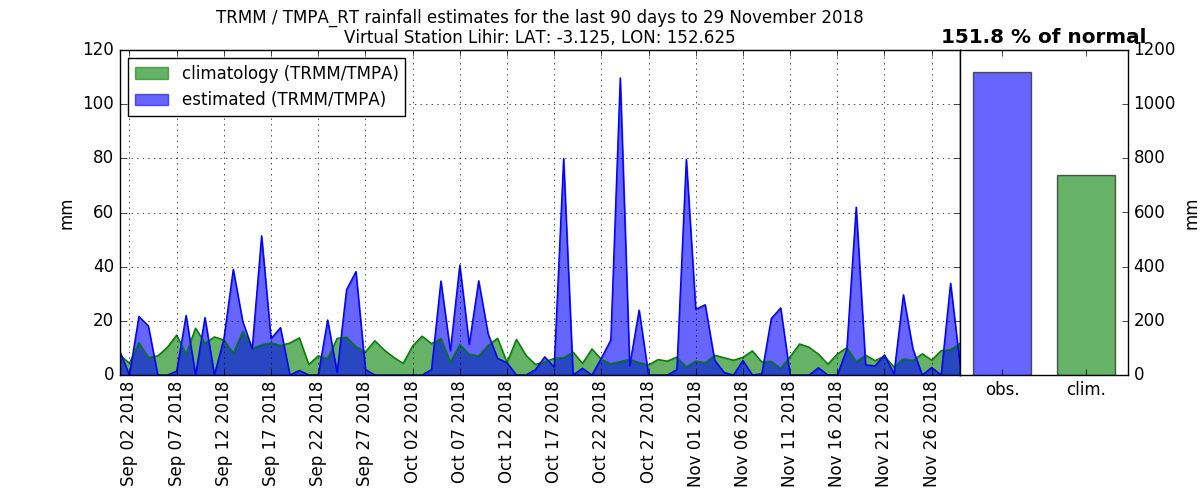 TRMM / TMPA_RT rainfall estimates for the last 90 days to 29 November 2018
Virtual Station Lihir: LAT: -3.125, LON: 152.625
151.8 % of normal
climatology (TRMM/TMPA)
estimated (TRMM/TMPA)
120
100
80
60
40
20
0
mm
Sep 02 2018
Sep 07 2018
Sep 12 2018
Sep 17 2018
Sep 22 2018
Sep 27 2018
Oct 02 2018
Oct 07 2018
Oct 12 2018
Oct 17 2018
Oct 22 2018
Oct 27 2018
Nov 01 2018
Nov 06 2018
Nov 11 2018
Nov 16 2018
Nov 21 2018
Nov 26 2018
obs.
clim.
1200
1000
800
600
400
200
0
mm